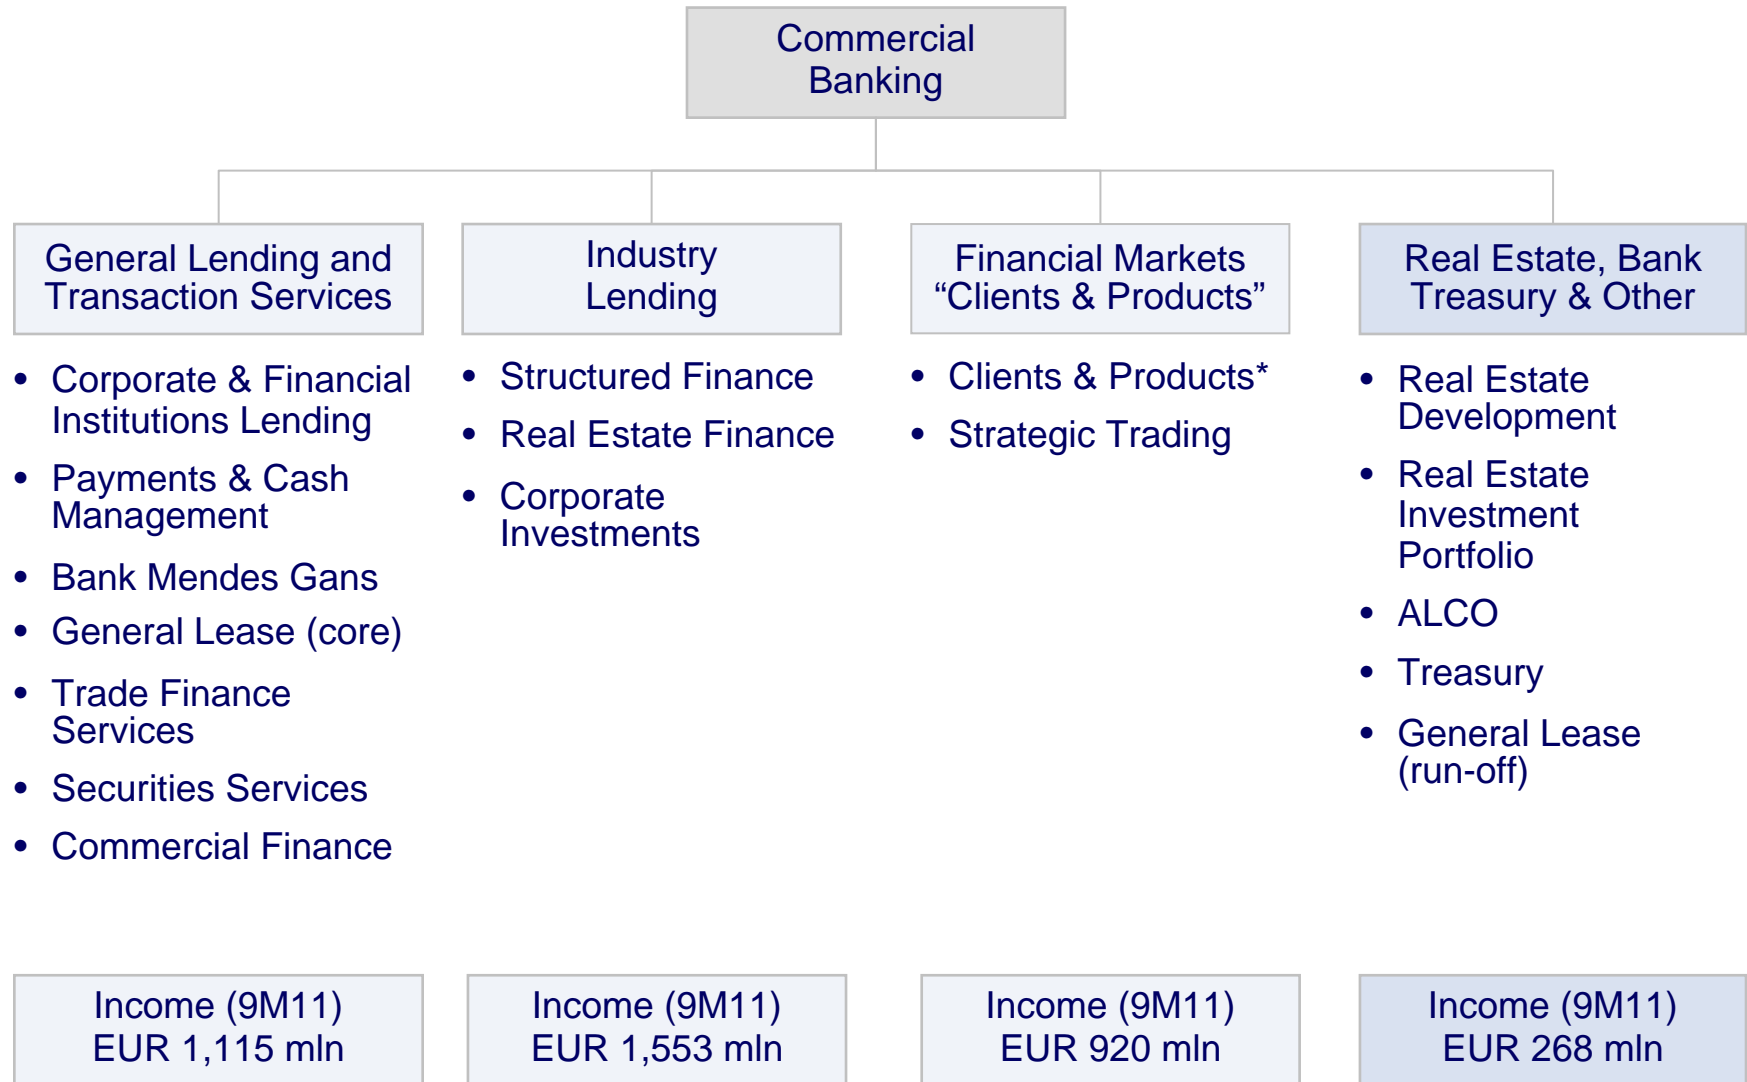 Commercial
Banking
General Lending and
Transaction Services
• Corporate & Financial
Institutions Lending
• Payments & Cash
Management
• Bank Mendes Gans
• General Lease (core)
• Trade Finance
Services
• Securities Services
• Commercial Finance
Income (9M11)
EUR 1,115 mln
Industry
Lending
• Structured Finance
• Real Estate Finance
• Corporate
Investments
Income (9M11)
EUR 1,553 mln
Financial Markets
“Clients & Products”
• Clients & Products*
• Strategic Trading
Income (9M11)
EUR 920 mln
Real Estate, Bank
Treasury & Other
• Real Estate
Development
• Real Estate
Investment
Portfolio
• ALCO
• Treasury
• General Lease
(run-off)
Income (9M11)
EUR 268 mln